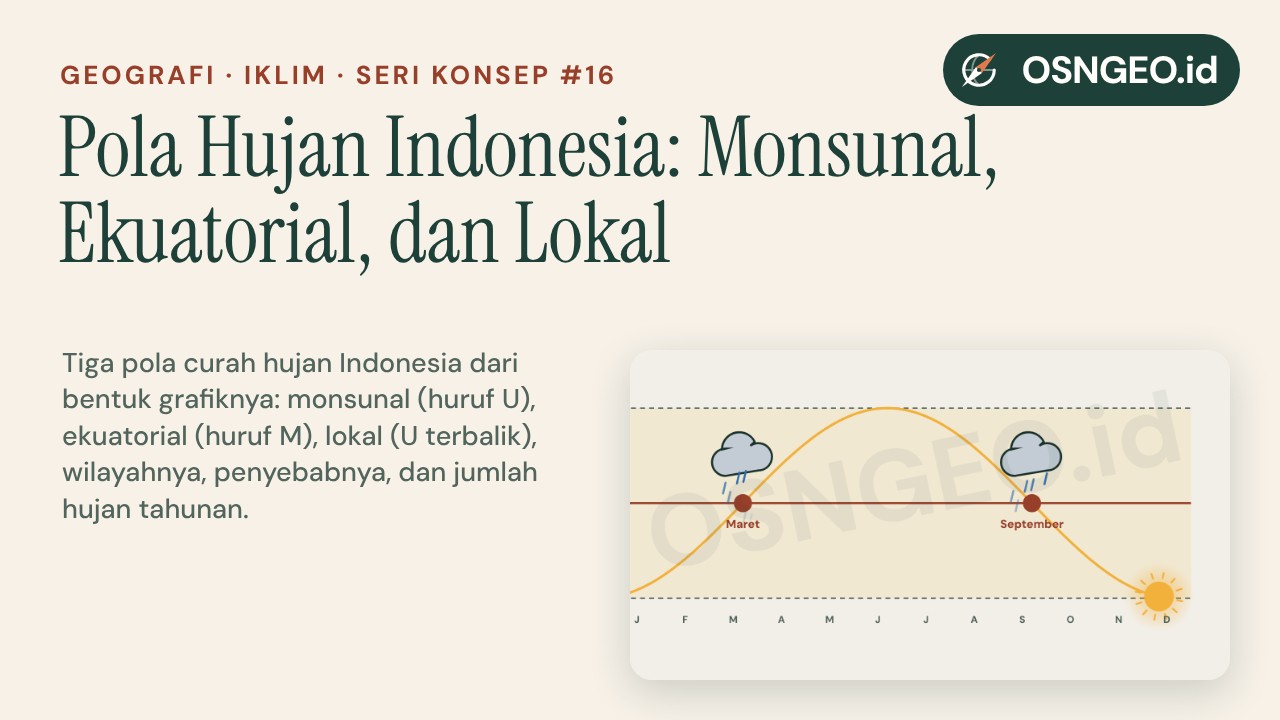 GEOGRAFI · IKLIM · SERI KONSEP #16
OSNGEO.id
Pola Hujan Indonesia: Monsunal,
Ekuatorial, dan Lokal
Tiga pola curah hujan Indonesia dari
bentuk grafiknya: monsunal (huruf U),
ekuatorial (huruf M), lokal (U terbalik),
wilayahnya, penyebabnya, dan jumlah
hujan tahunan.
OSNGEO.id
Maret September
J F M A M J J A S O N D